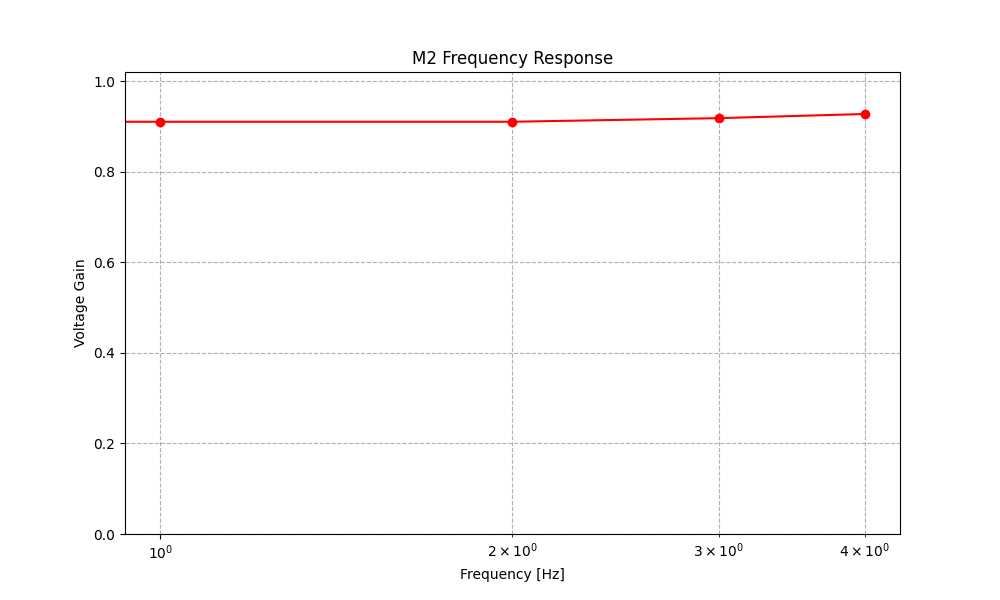 M2 Frequency Response
Voltage Gain
1.0
0.8
0.6
0.4
0.2
0.0
10⁰
2 × 10⁰
3 × 10⁰
4 × 10⁰
Frequency [Hz]